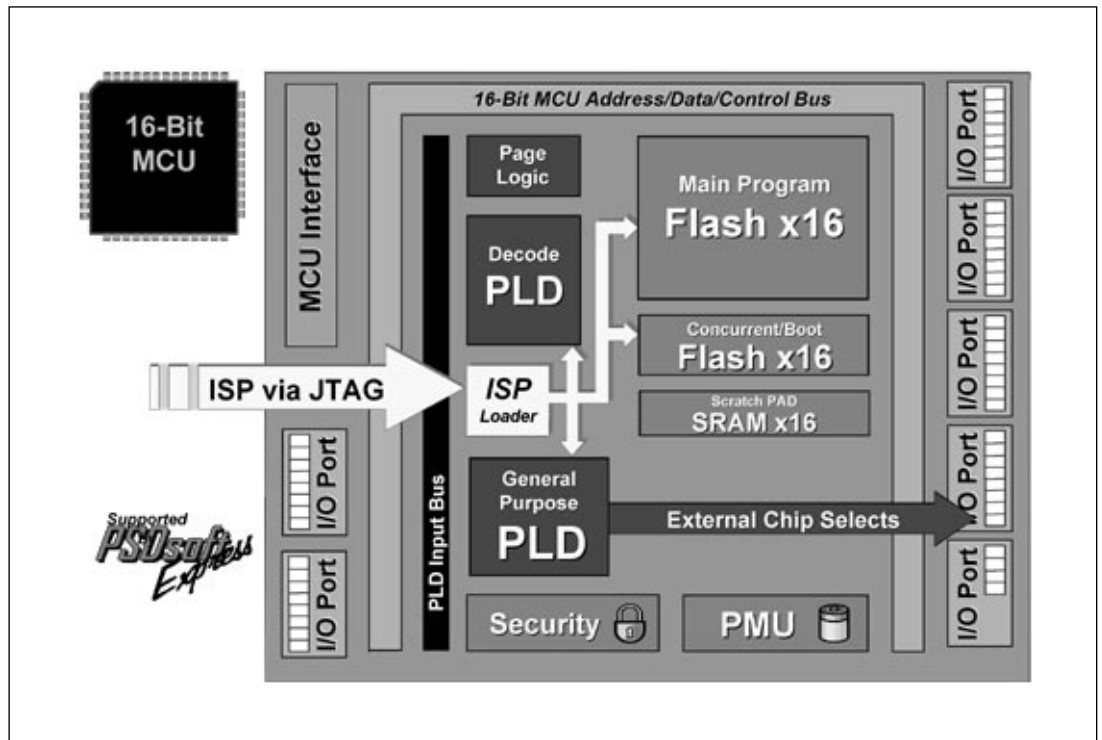 16-Bit
MCU
MCU Interface
16-Bit MCU Address/Data/Control Bus
Page
Logic
Decode
PLD
Main Program
Flash x16
Concurrent/Boot
Flash x16
Scratch PAD
SRAM x16
ISP via JTAG
ISP
Loader
PLD Input Bus
General
Purpose
PLD
External Chip Selects
Security
PMU
I/O Port
I/O Port
I/O Port
I/O Port
I/O Port
I/O Port
I/O Port
Supported
PSDsoft
Express